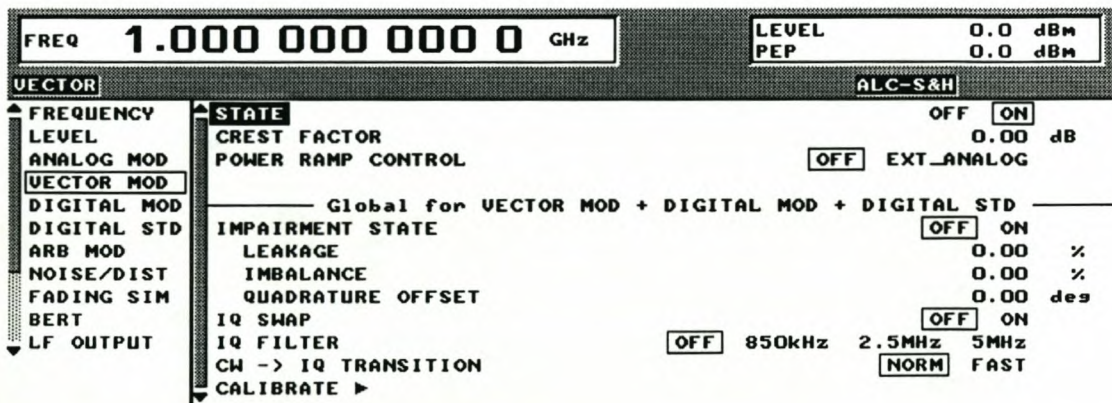 FREQ 1.000 000 000 0 GHz
LEVEL 0.0 dBm
PEP 0.0 dBm
VECTOR
ALC-S&H
FREQUENCY
LEVEL
ANALOG MOD
VECTOR MOD
DIGITAL MOD
DIGITAL STD
ARB MOD
NOISE/DIST
FADING SIM
BERT
LF OUTPUT
STATE OFF ON
CREST FACTOR 0.00 dB
POWER RAMP CONTROL OFF EXT_ANALOG
Global for VECTOR MOD + DIGITAL MOD + DIGITAL STD
IMPAIRMENT STATE OFF ON
LEAKAGE 0.00 %
IMBALANCE 0.00 %
QUADRATURE OFFSET 0.00 deg
IQ SWAP OFF ON
IQ FILTER OFF 850kHz 2.5MHz 5MHz
CW -> IQ TRANSITION NORM FAST
CALIBRATE ►